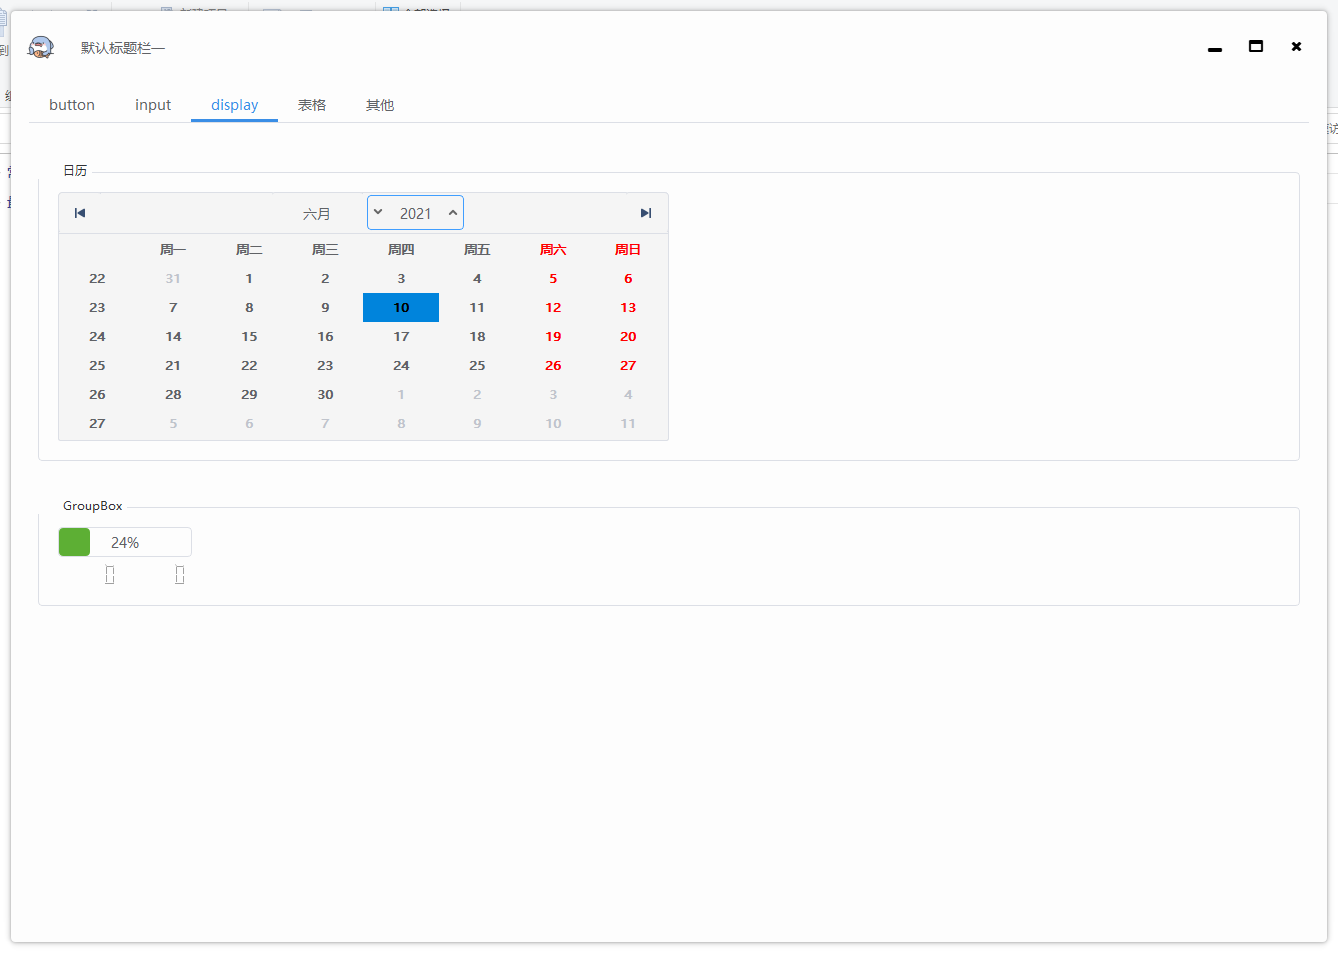 默认标题栏一
button input display 表格 其他
日历
六月 2021
周一 周二 周三 周四 周五 周六 周日
22 31 1 2 3 4 5 6
23 7 8 9 10 11 12 13
24 14 15 16 17 18 19 20
25 21 22 23 24 25 26 27
26 28 29 30 1 2 3 4
27 5 6 7 8 9 10 11
GroupBox
24%